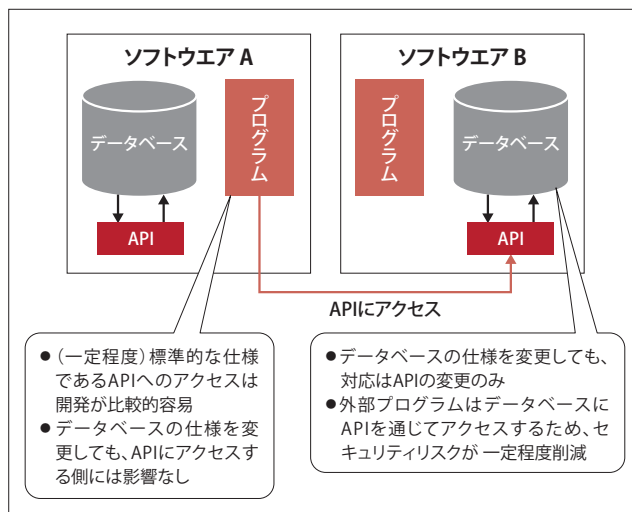 ソフトウエア A
データベース
プログラム
API
ソフトウエア B
プログラム
データベース
API
APIにアクセス
●(一定程度)標準的な仕様
であるAPIへのアクセスは
開発が比較的容易
●データベースの仕様を変
更しても、APIにアクセスす
る側には影響なし
●データベースの仕様を変更しても、
対応はAPIの変更のみ
●外部プログラムはデータベースに
APIを通じてアクセスするため、セ
キュリティリスクが 一定程度削減